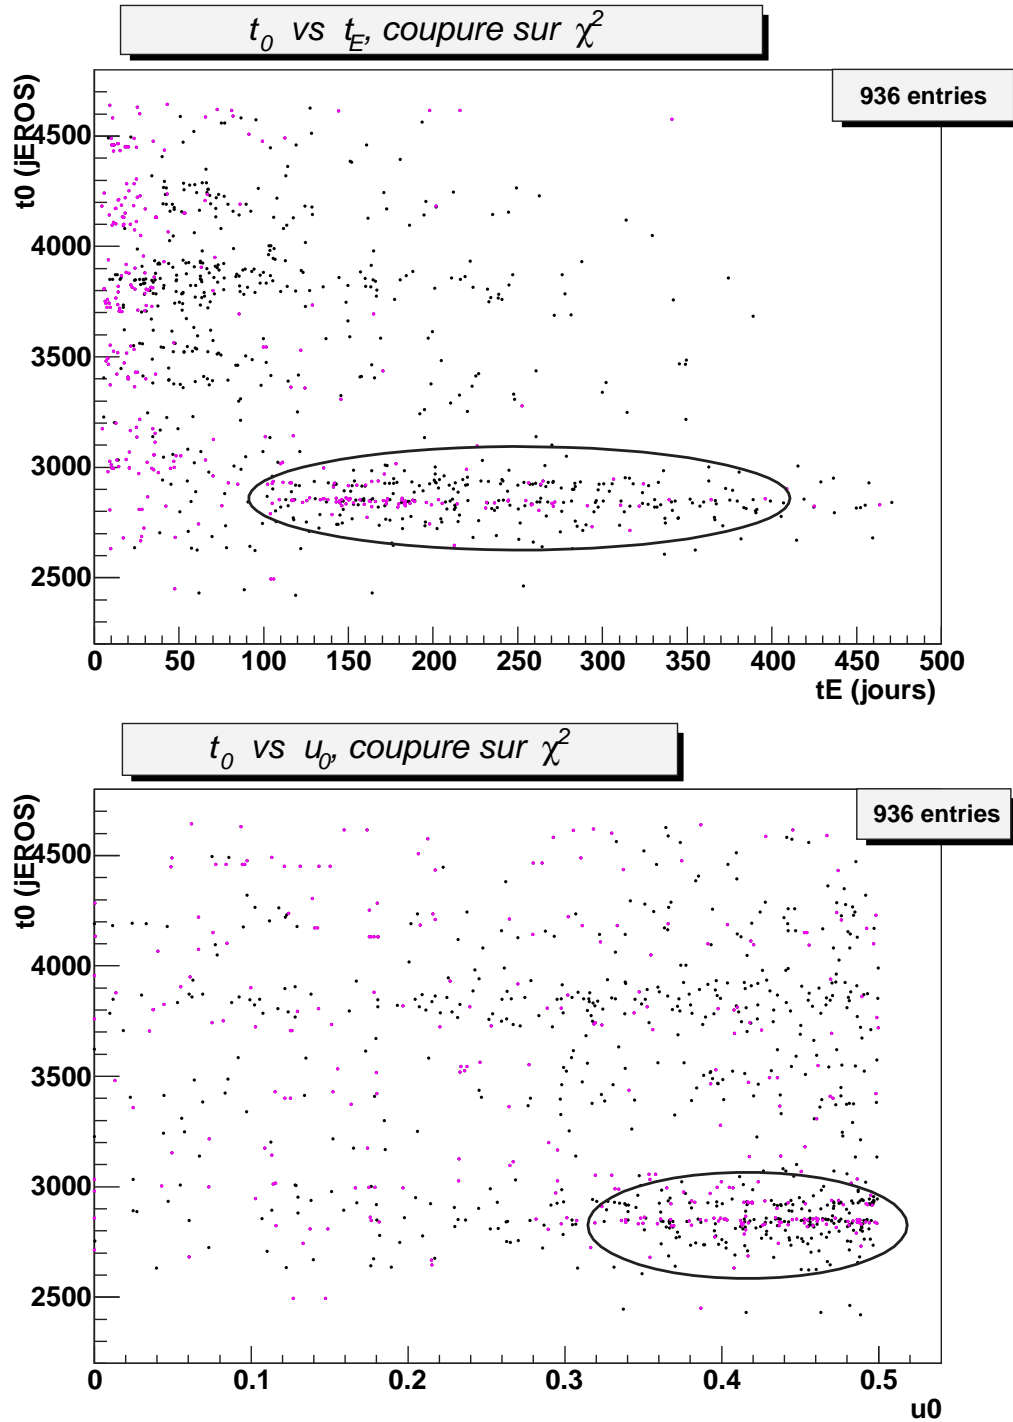 t0 vs tE, coupure sur χ2
936 entries
t0 (jEROS)
4500
4000
3500
3000
2500
0 50 100 150 200 250 300 350 400 450 500
tE (jours)
t0 vs u0, coupure sur χ2
936 entries
t0 (jEROS)
4500
4000
3500
3000
2500
0 0.1 0.2 0.3 0.4 0.5
u0